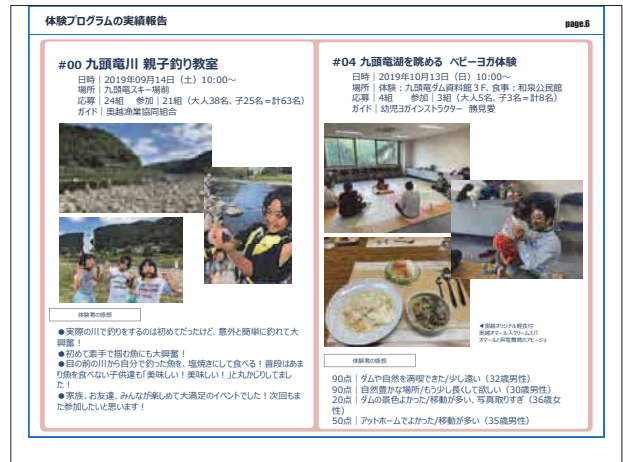 体験プログラムの実績報告
page.6
#00 九頭竜川 親子釣り教室
日時｜2019年09月14日（土）10:00～
場所｜九頭竜スキー場前
応募｜24組　参加｜21組（大人38名、子25名＝計63名）
ガイド｜奥越漁業協同組合
体験者の感想
●実際の川で釣りをするのは初めてだったけど、意外と簡単に釣れて大
興奮！
●初めて素手で掴む魚にも大興奮！
●目の前の川から自分で釣った魚を、塩焼きにして食べる！普段はあま
り魚を食べない子供達も「美味しい！美味しい！」と丸かじりしてまし
た！
●家族、お友達、みんなが楽しめて大満足のイベントでした！次回もま
た参加したいと思います！
#04 九頭竜湖を眺める ベビーヨガ体験
日時｜2019年10月13日（日）10:00～
場所｜体験：九頭竜ダム資料館３F、食事：和泉公民館
応募｜4組　　参加｜3組（大人5名、子3名＝計8名）
ガイド｜幼児ヨガインストラクター　勝見愛
◀奥越オリジナル軽食付
体験者の感想
90点｜ダムや自然を満喫できた/少し遠い（32歳男性）
90点｜自然豊かな場所/もう少し長くして欲しい（30歳男性）
20点｜ダムの景色よかった/移動が多い、写真取りすぎ（36歳女
性）
50点｜アットホームでよかった/移動が多い（35歳男性）